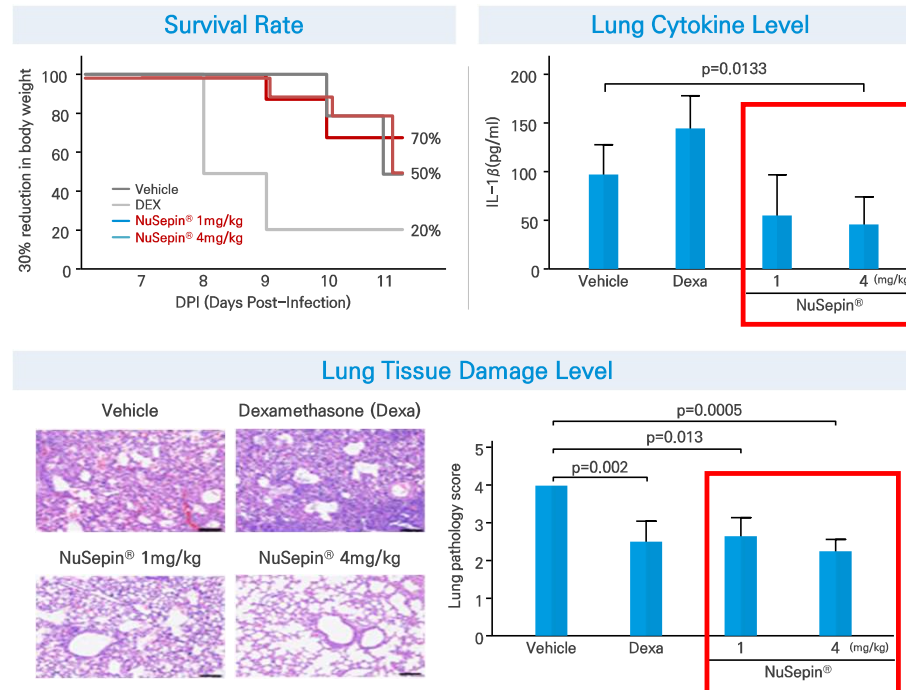 Survival Rate
30% reduction in body weight
100
80
60
40
20
0
70%
50%
20%
Vehicle
DEX
NuSepin® 1mg/kg
NuSepin® 4mg/kg
7 8 9 10 11
DPI (Days Post-Infection)
Lung Cytokine Level
IL-1β(pg/ml)
200
150
100
50
0
p=0.0133
Vehicle Dexa 1 4 (mg/kg
NuSepin®
Lung Tissue Damage Level
Vehicle
Dexamethasone (Dexa)
NuSepin® 1mg/kg
NuSepin® 4mg/kg
Lung pathology score
5
4
3
2
1
0
p=0.0005
p=0.013
p=0.002
Vehicle Dexa 1 4 (mg/kg)
NuSepin®